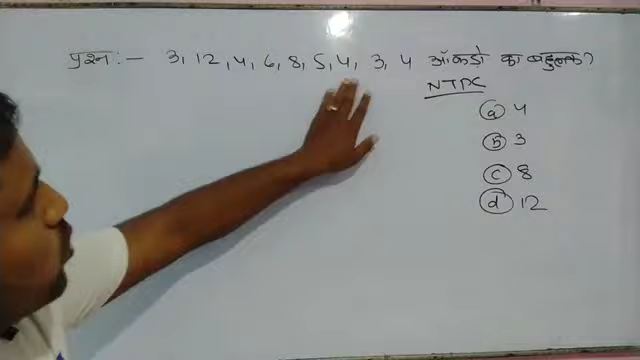 प्रश्न :- 3, 12, 4, 6, 8, 5, 4, 3, 4 आँकड़ो का बहुलक?
NTPC
(a) 4
(b) 3
(c) 8
(d) 12